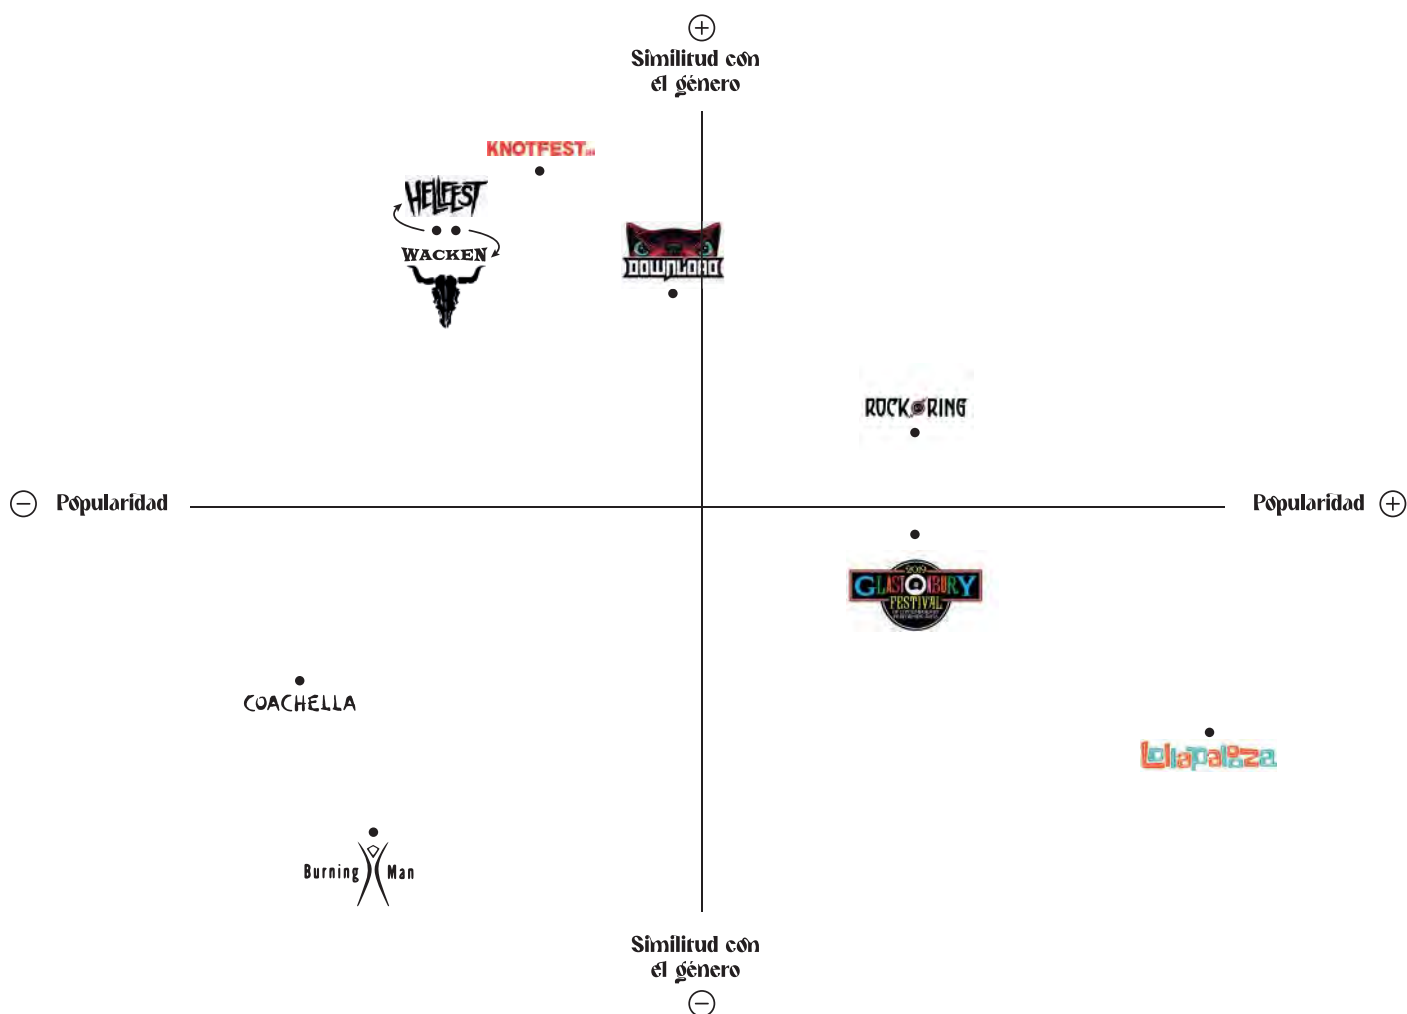 Similitud con
el género
KNOTFEST
HELLFEST
WACKEN
DOWNLOAD
ROCK RING
Popularidad
Popularidad
2019
GLASTONBURY
FESTIVAL
COACHELLA
Lollapalooza
Burning Man
Similitud con
el género